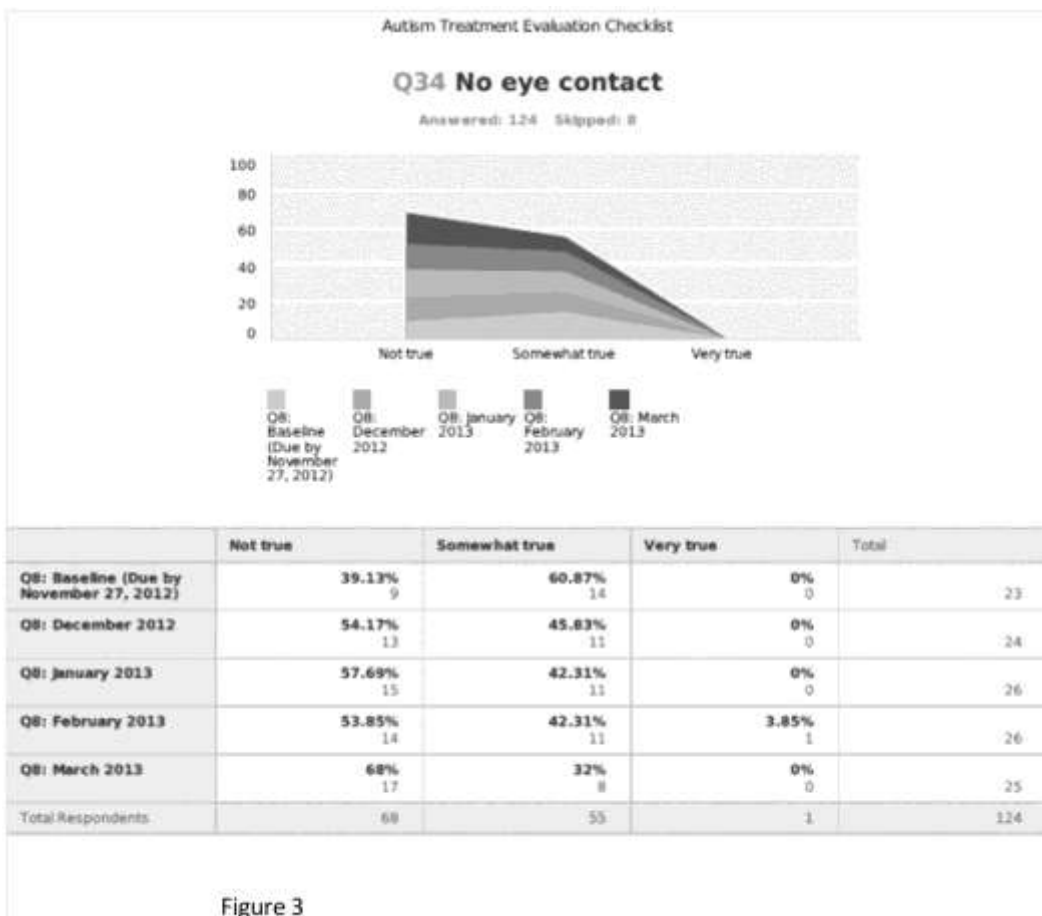 Autism Treatment Evaluation Checklist
Q34 No eye contact
Answered: 124 Skipped: 8
100
80
60
40
20
0
Not true Somewhat true Very true
Q8: Baseline (Due by November 27, 2012)
Q8: December 2012
Q8: January 2013
Q8: February 2013
Q8: March 2013
Not true Somewhat true Very true Total
Q8: Baseline (Due by November 27, 2012) 39.13% 60.87% 0%
9 14 0 23
Q8: December 2012 54.17% 45.83% 0%
13 11 0 24
Q8: January 2013 57.69% 42.31% 0%
15 11 0 26
Q8: February 2013 53.85% 42.31% 3.85%
14 11 1 26
Q8: March 2013 68% 32% 0%
17 8 0 25
Total Respondents 68 55 1 124
Figure 3